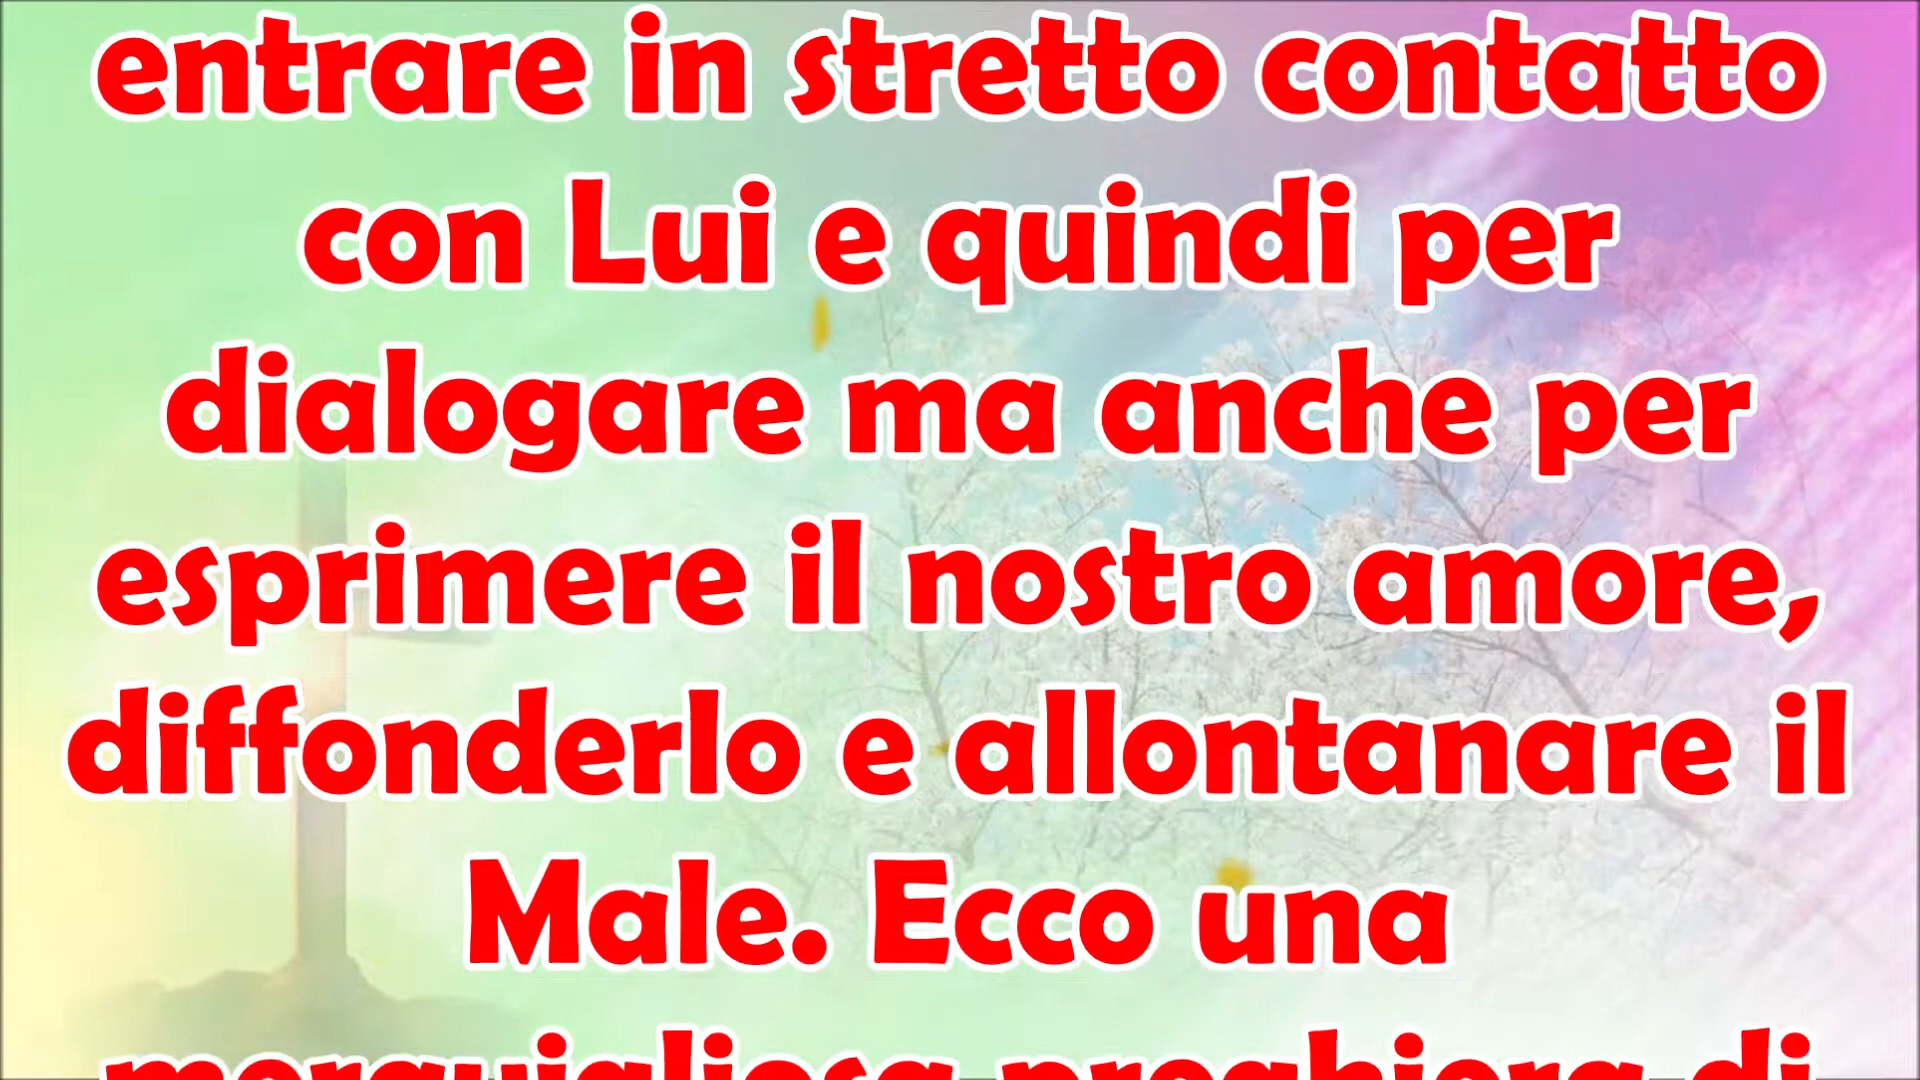 entrare in stretto contatto
con Lui e quindi per
dialogare ma anche per
esprimere il nostro amore,
diffonderlo e allontanare il
Male. Ecco una
meravigliosa preghiera di